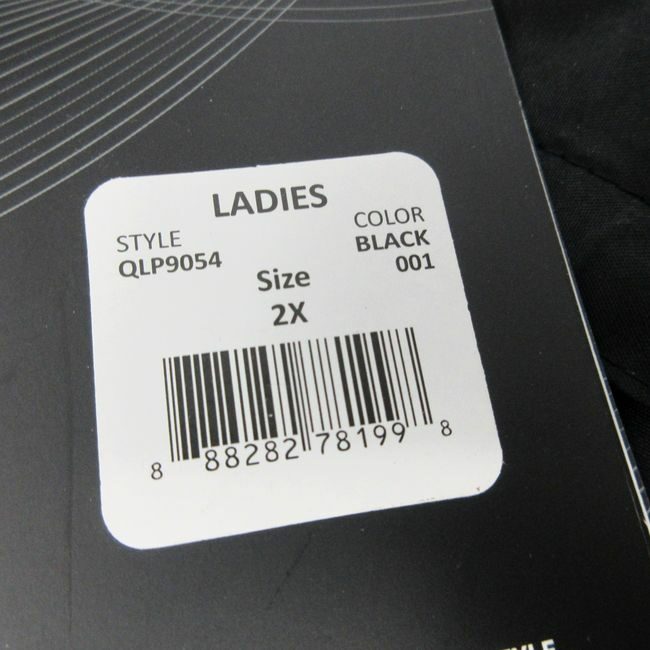 LADIES
STYLE
QLP9054
COLOR
BLACK
001
Size
2X
8 88282 78199 8